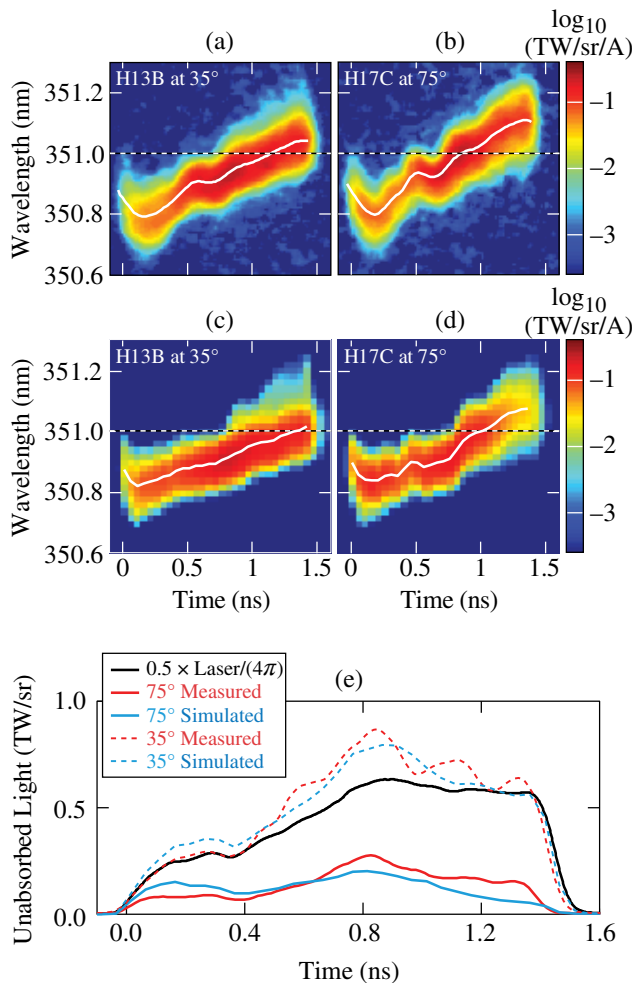 (a)
(b)
log10
(TW/sr/A)
H13B at 35°
H17C at 75°
Wavelength (nm)
351.2
351.0
350.8
350.6
−1
−2
−3
(c)
(d)
log10
(TW/sr/A)
H13B at 35°
H17C at 75°
Wavelength (nm)
351.2
351.0
350.8
350.6
−1
−2
−3
0 0.5 1 1.5
0 0.5 1 1.5
Time (ns)
Time (ns)
(e)
0.5 × Laser/(4π)
75° Measured
75° Simulated
35° Measured
35° Simulated
Unabsorbed Light (TW/sr)
1.0
0.5
0.0
0.0 0.4 0.8 1.2 1.6
Time (ns)